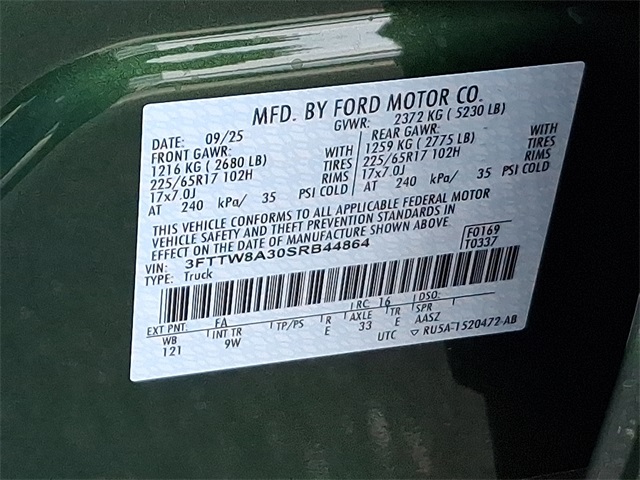 MFD. BY FORD MOTOR CO.
DATE: 09/25 GVWR: 2372 KG ( 5230 LB)
FRONT GAWR: REAR GAWR:
1216 KG ( 2680 LB) WITH 1259 KG ( 2775 LB) WITH
225/65R17 102H TIRES 225/65R17 102H TIRES
17x7.0J RIMS 17x7.0J RIMS
AT 240 kPa/ 35 PSI COLD AT 240 kPa/ 35 PSI COLD
THIS VEHICLE CONFORMS TO ALL APPLICABLE FEDERAL MOTOR
VEHICLE SAFETY AND THEFT PREVENTION STANDARDS IN
EFFECT ON THE DATE OF MANUFACTURE SHOWN ABOVE.
VIN: 3FTTW8A30SRB44864 F0169
TYPE: Truck T0337
EXT PNT: EA RC: 16 DSO:
WB INT TR TP/PS R AXLE TR SPR
121 9W E 33 E AASZ
UTC ▽ RU5A-1520472-AB